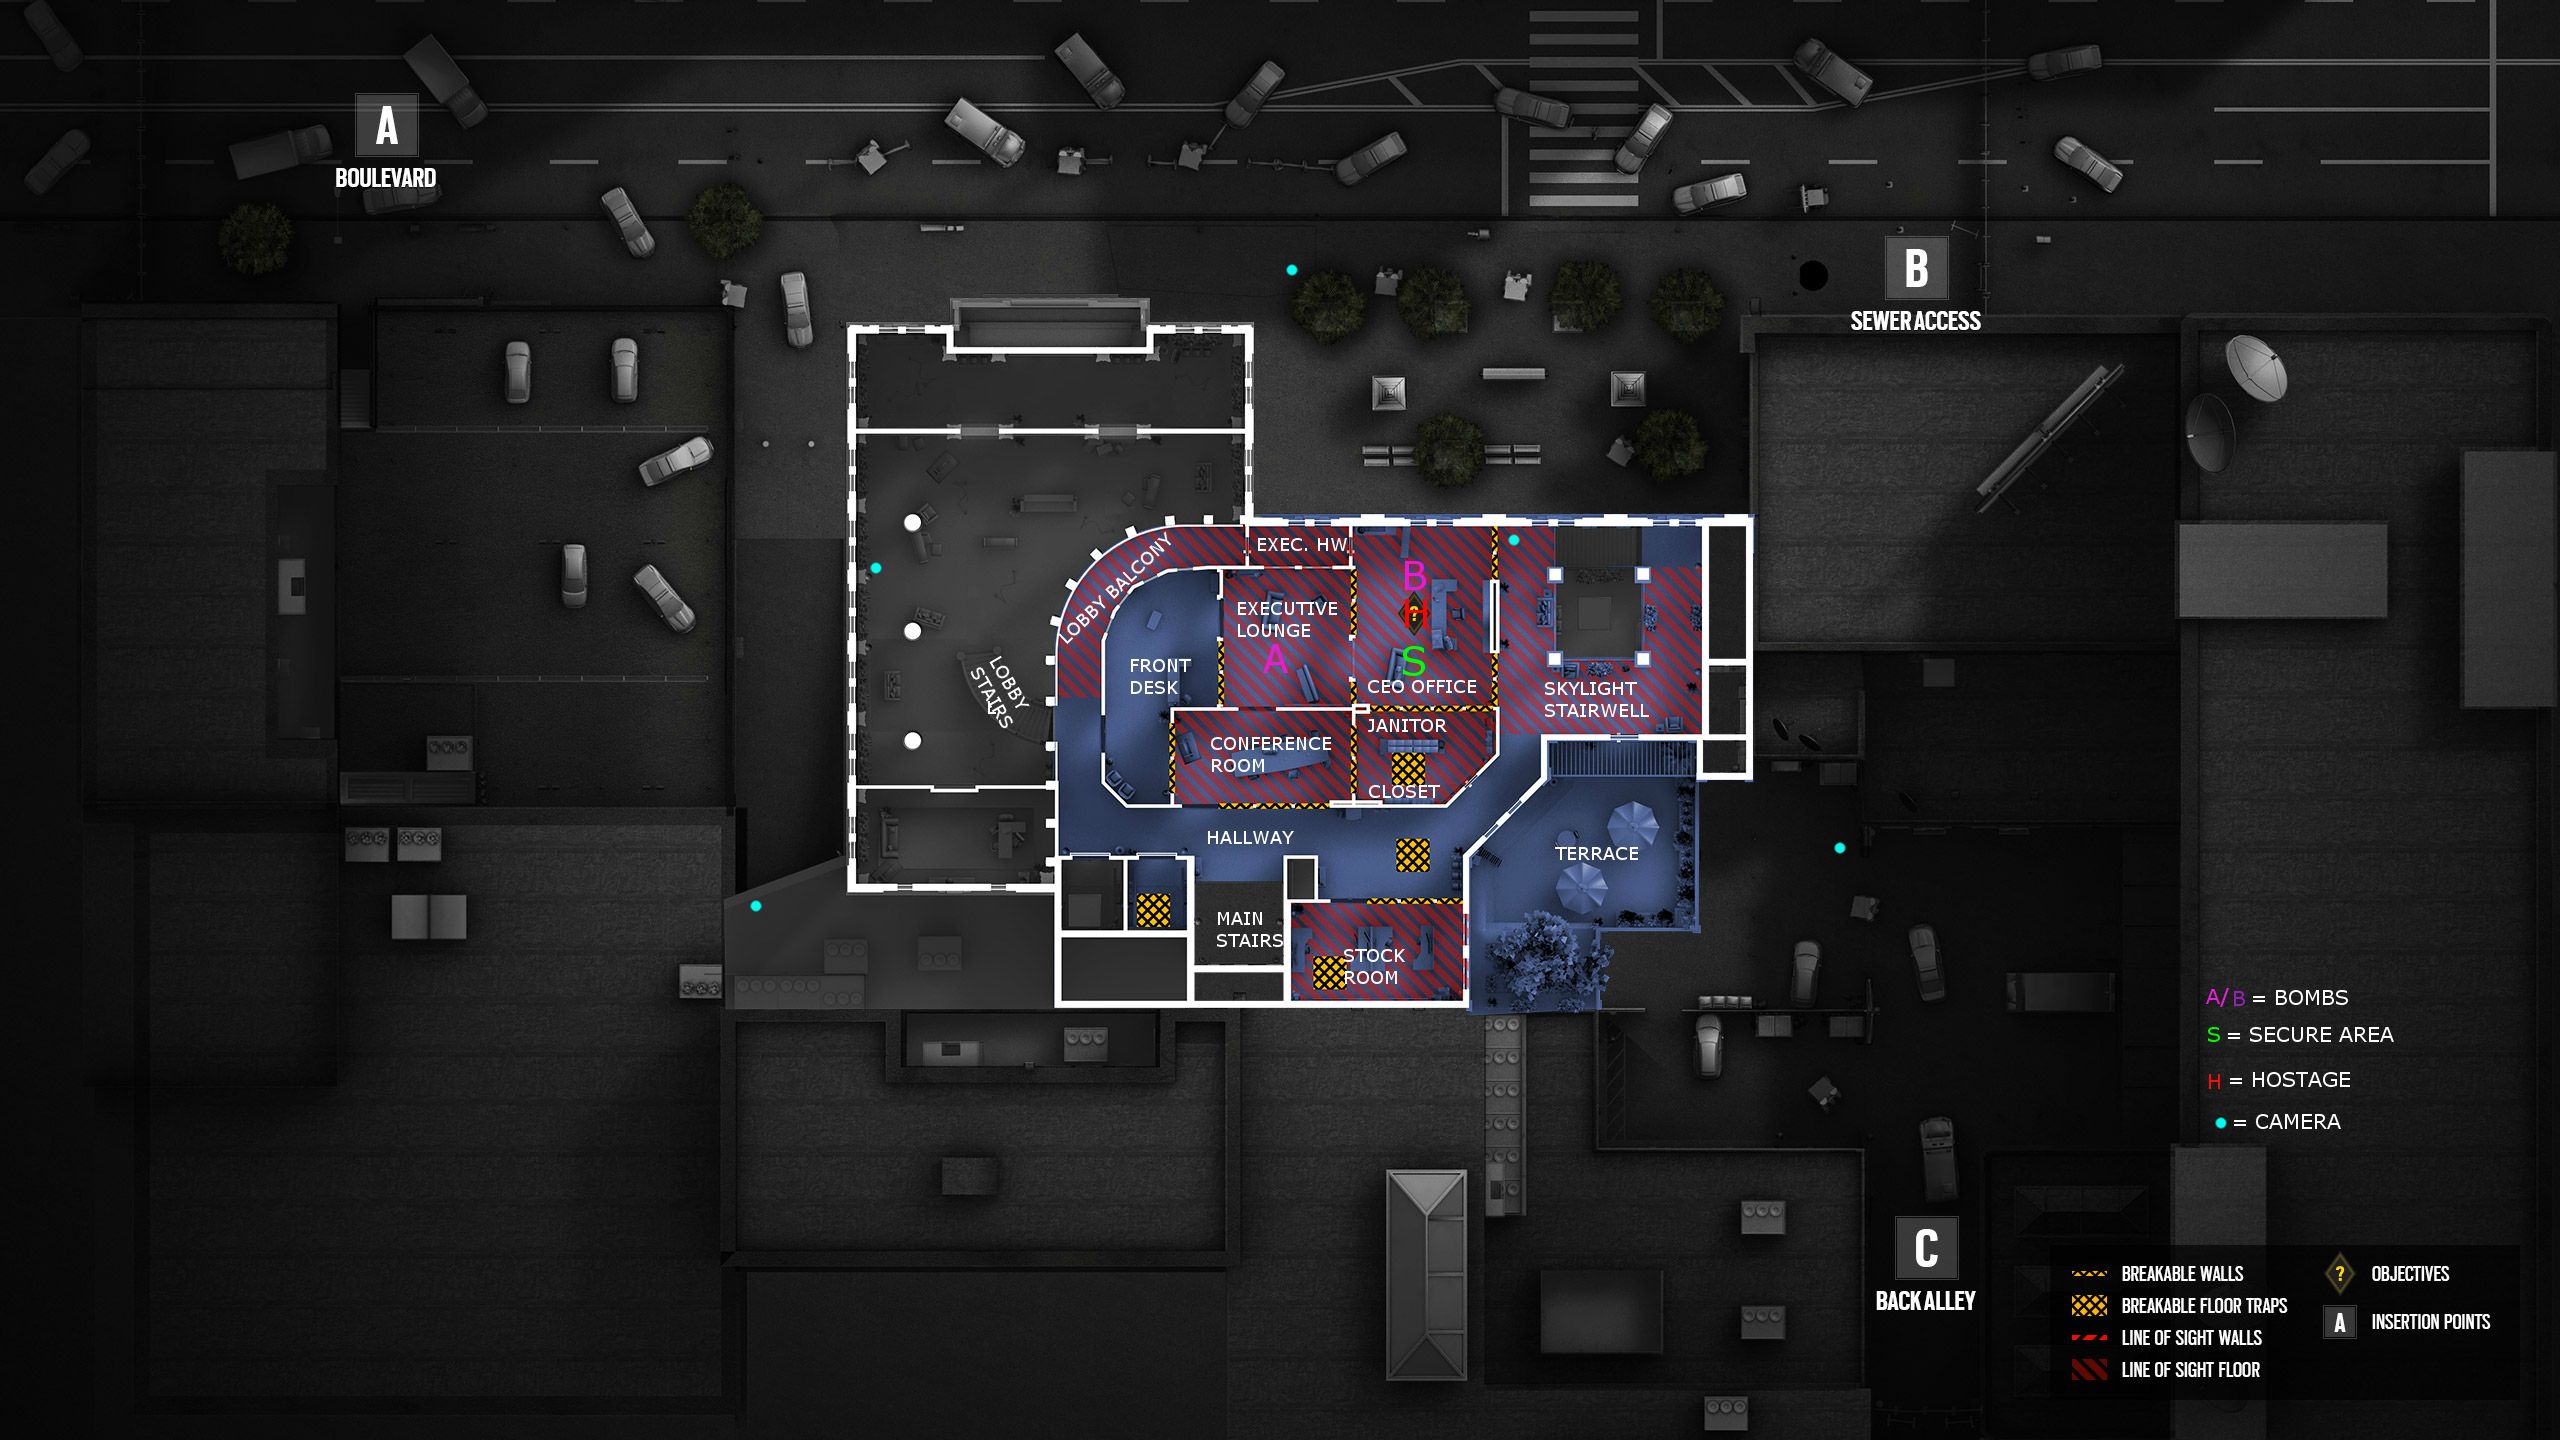 A
BOULEVARD
B
SEWER ACCESS
LOBBY BALCONY
EXEC. HW
B
?
H
S
CEO OFFICE
EXECUTIVE
LOUNGE
A
FRONT
DESK
LOBBY
STAIRS
SKYLIGHT
STAIRWELL
CONFERENCE
ROOM
JANITOR
CLOSET
HALLWAY
TERRACE
MAIN
STAIRS
STOCK
ROOM
A/B = BOMBS
S = SECURE AREA
H = HOSTAGE
= CAMERA
C
BACK ALLEY
BREAKABLE WALLS
BREAKABLE FLOOR TRAPS
LINE OF SIGHT WALLS
LINE OF SIGHT FLOOR
? OBJECTIVES
A INSERTION POINTS